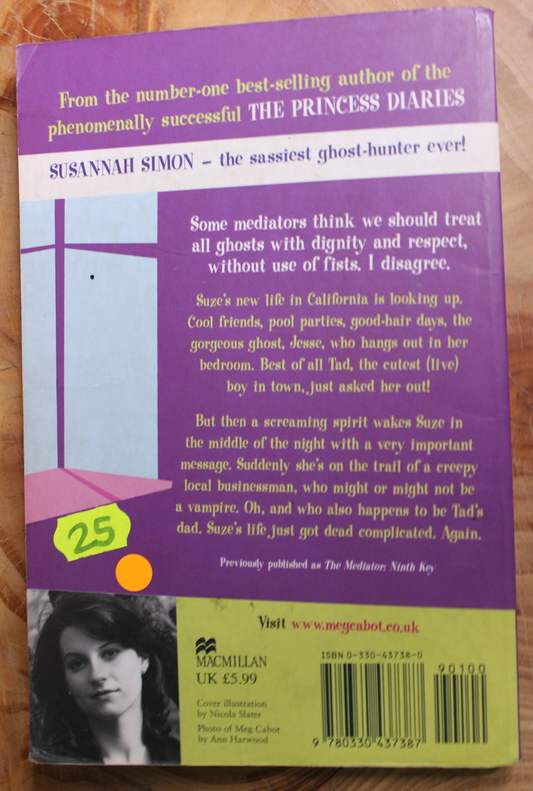 From the number-one best-selling author of the
phenomenally successful THE PRINCESS DIARIES
SUSANNAH SIMON – the sassiest ghost-hunter ever!
Some mediators think we should treat
all ghosts with dignity and respect,
without use of fists. I disagree.
Suze's new life in California is looking up.
Cool friends, pool parties, good-hair days, the
gorgeous ghost, Jesse, who hangs out in her
bedroom. Best of all Tad, the cutest (live)
boy in town, just asked her out!
But then a screaming spirit wakes Suze in
the middle of the night with a very important
message. Suddenly she's on the trail of a creepy
local businessman, who might or might not be
a vampire. Oh, and who also happens to be Tad's
dad. Suze's life just got dead complicated. Again.
Previously published as The Mediator: Ninth Key
25
Visit www.megcabot.co.uk
MACMILLAN
UK £5.99
Cover illustration
by Nicola Slater
Photo of Meg Cabot
by Ann Harwood
ISBN 0-330-43738-0
90100
9 780330 437387